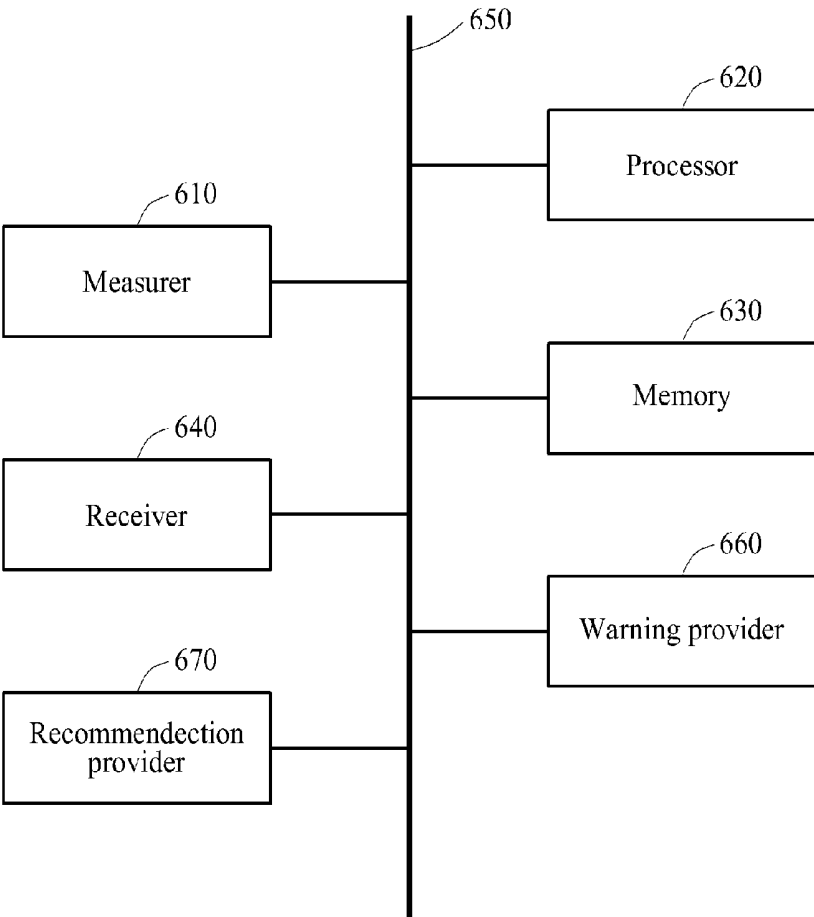 650
620
Processor
610
Measurer
630
Memory
640
Receiver
660
Warning provider
670
Recommendection
provider